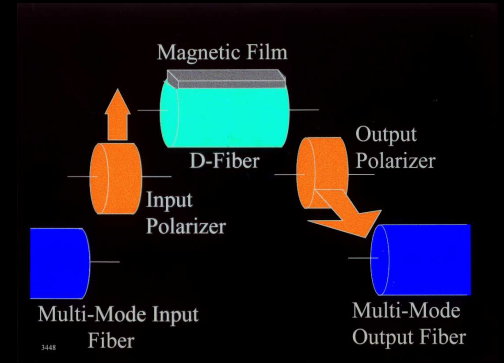 Magnetic Film
D-Fiber
Output
Polarizer
Input
Polarizer
Multi-Mode Input
Fiber
Multi-Mode
Output Fiber
3448